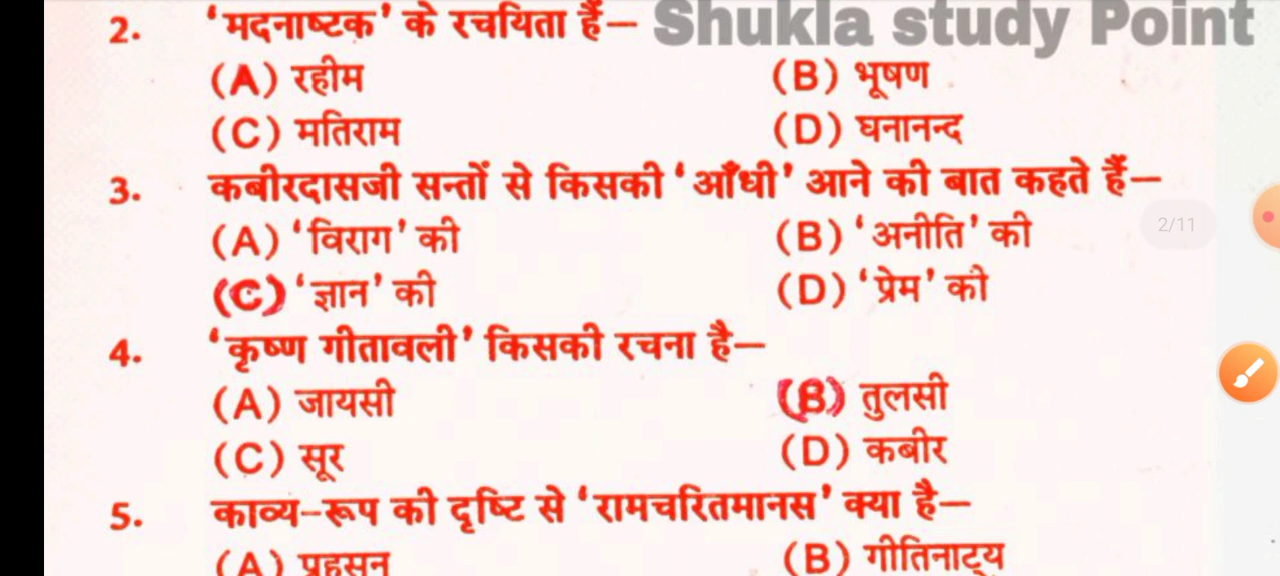 2. 'मदनाष्टक' के रचयिता हैं— Shukla study Point
(A) रहीम (B) भूषण
(C) मतिराम (D) घनानन्द
3. कबीरदासजी सन्तों से किसकी 'आँधी' आने की बात कहते हैं—
(A) 'विराग' की (B) 'अनीति' की
2/11
(C) 'ज्ञान' की (D) 'प्रेम' की
4. 'कृष्ण गीतावली' किसकी रचना है—
(A) जायसी (B) तुलसी
(C) सूर (D) कबीर
5. काव्य-रूप की दृष्टि से 'रामचरितमानस' क्या है—
(A) प्रहसन (B) गीतिनाट्य